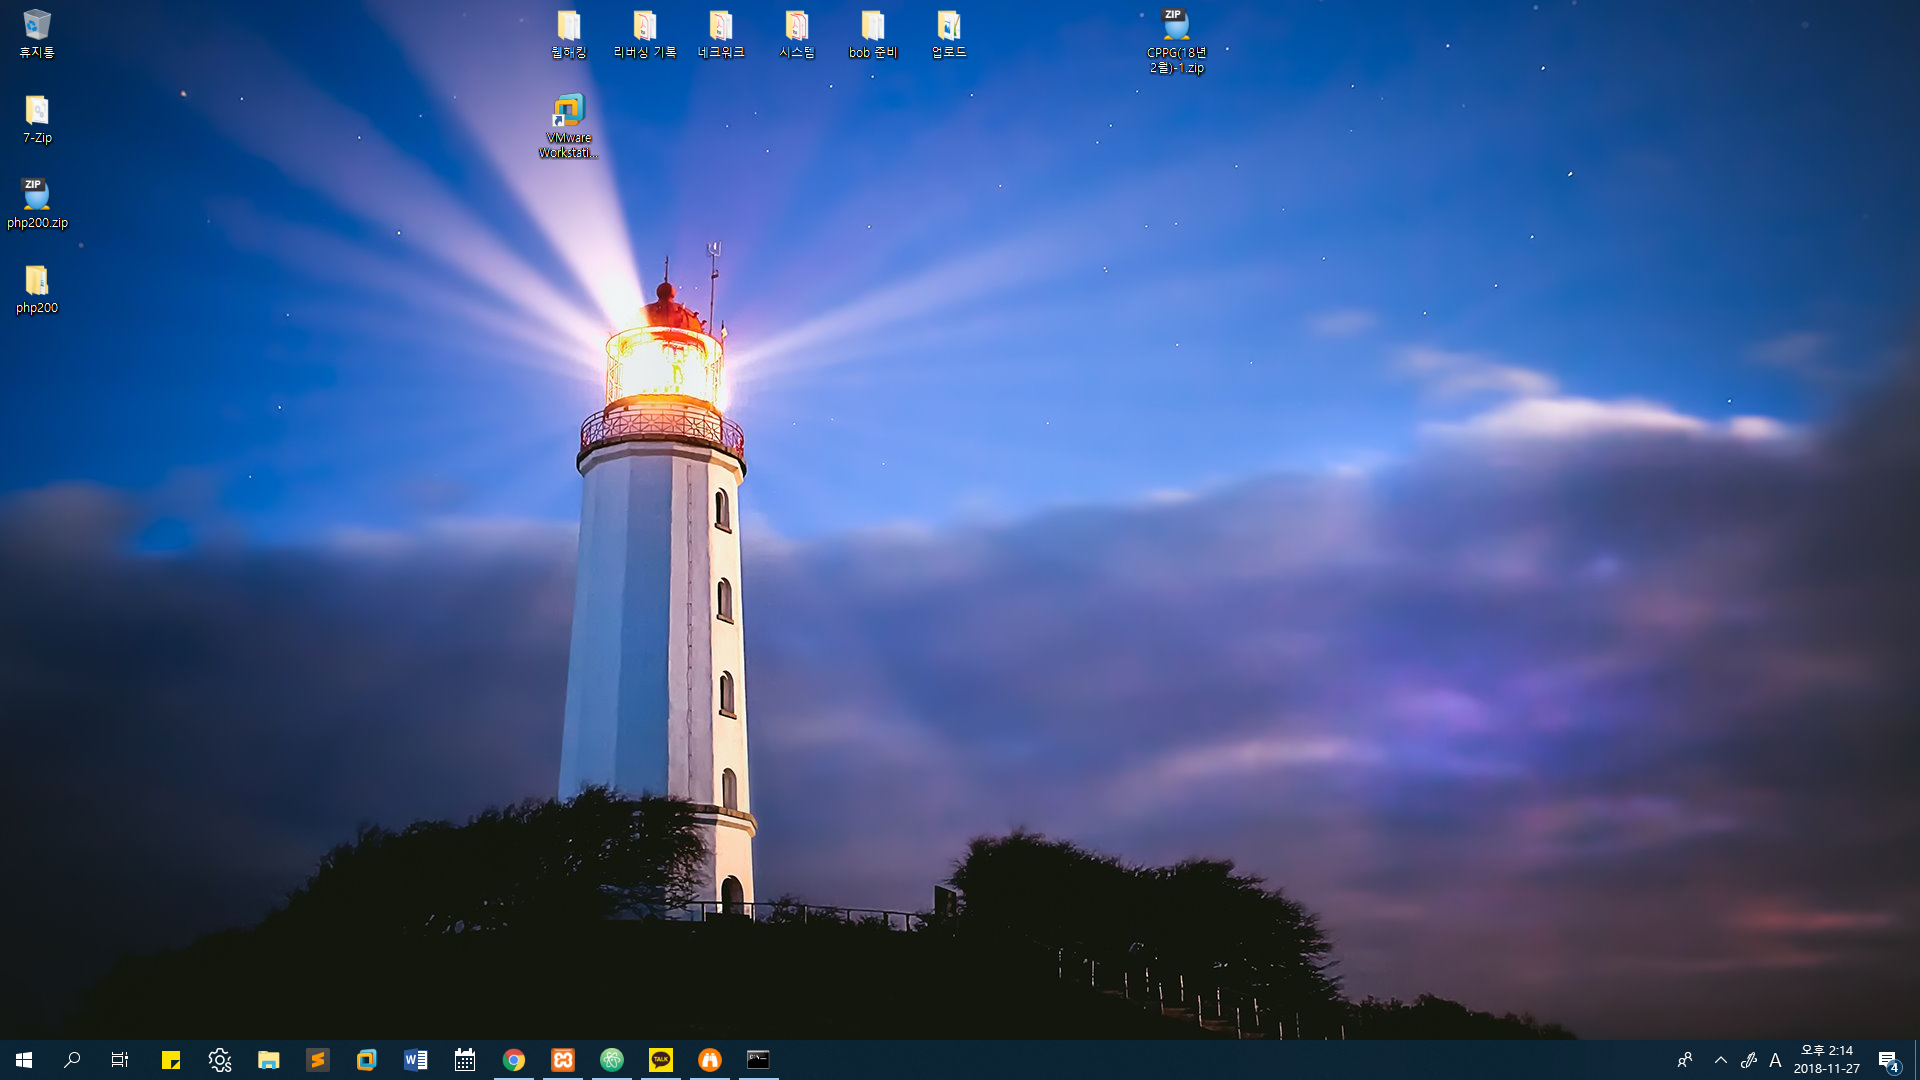 휴지통
7-Zip
ZIP
php200.zip
php200
웹해킹
리버싱 기록
네크워크
시스템
bob 준비
업로드
ZIP
CPPG(18년
2월)-1.zip
VMware
Workstati...
TALK
A
오후 2:14
2018-11-27
4